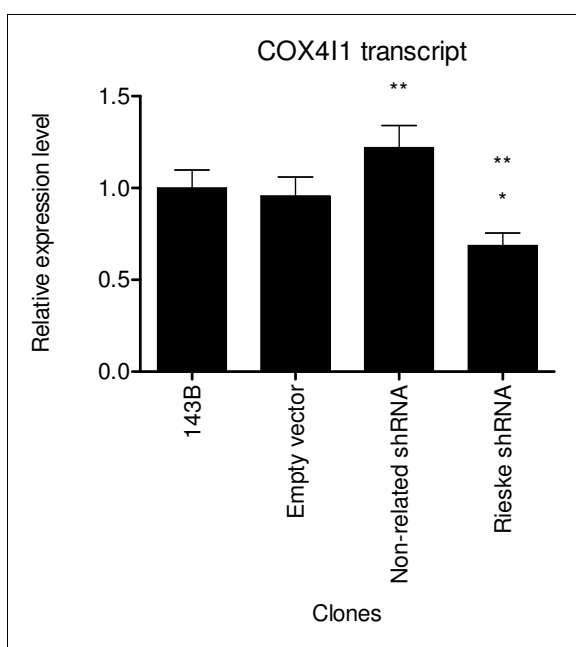 COX4I1 transcript
Relative expression level
1.5
1.0
0.5
0.0
**
**
*
143B
Empty vector
Non-related shRNA
Rieske shRNA
Clones